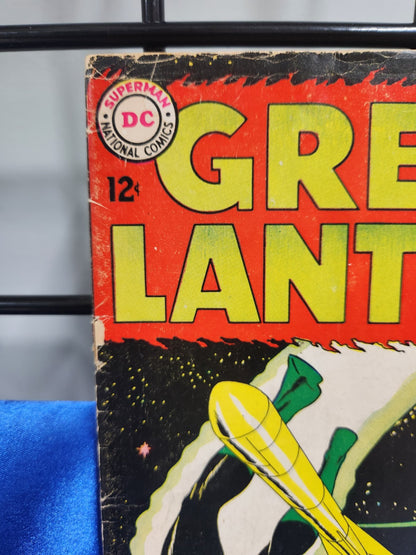 SUPERMAN
DC
NATIONAL COMICS
12¢
GRE
LANT